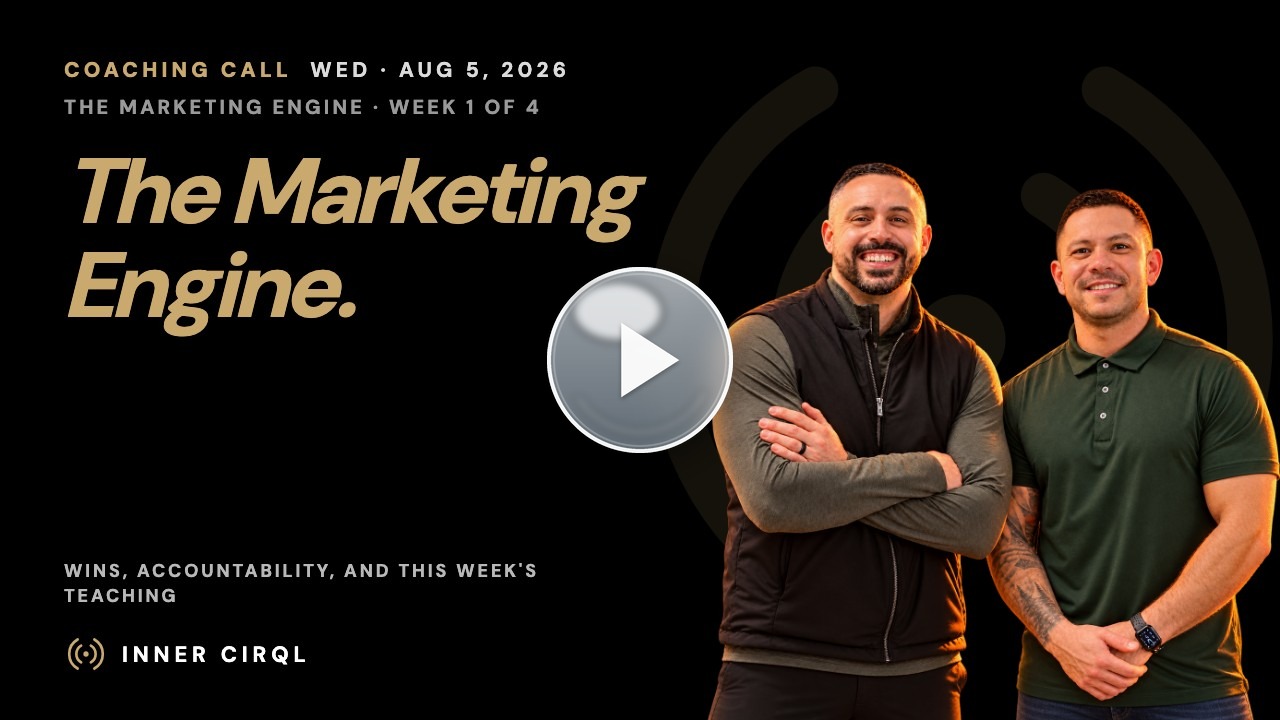 COACHING CALL WED · AUG 5, 2026
THE MARKETING ENGINE · WEEK 1 OF 4
The Marketing
Engine.
WINS, ACCOUNTABILITY, AND THIS WEEK'S
TEACHING
INNER CIRQL